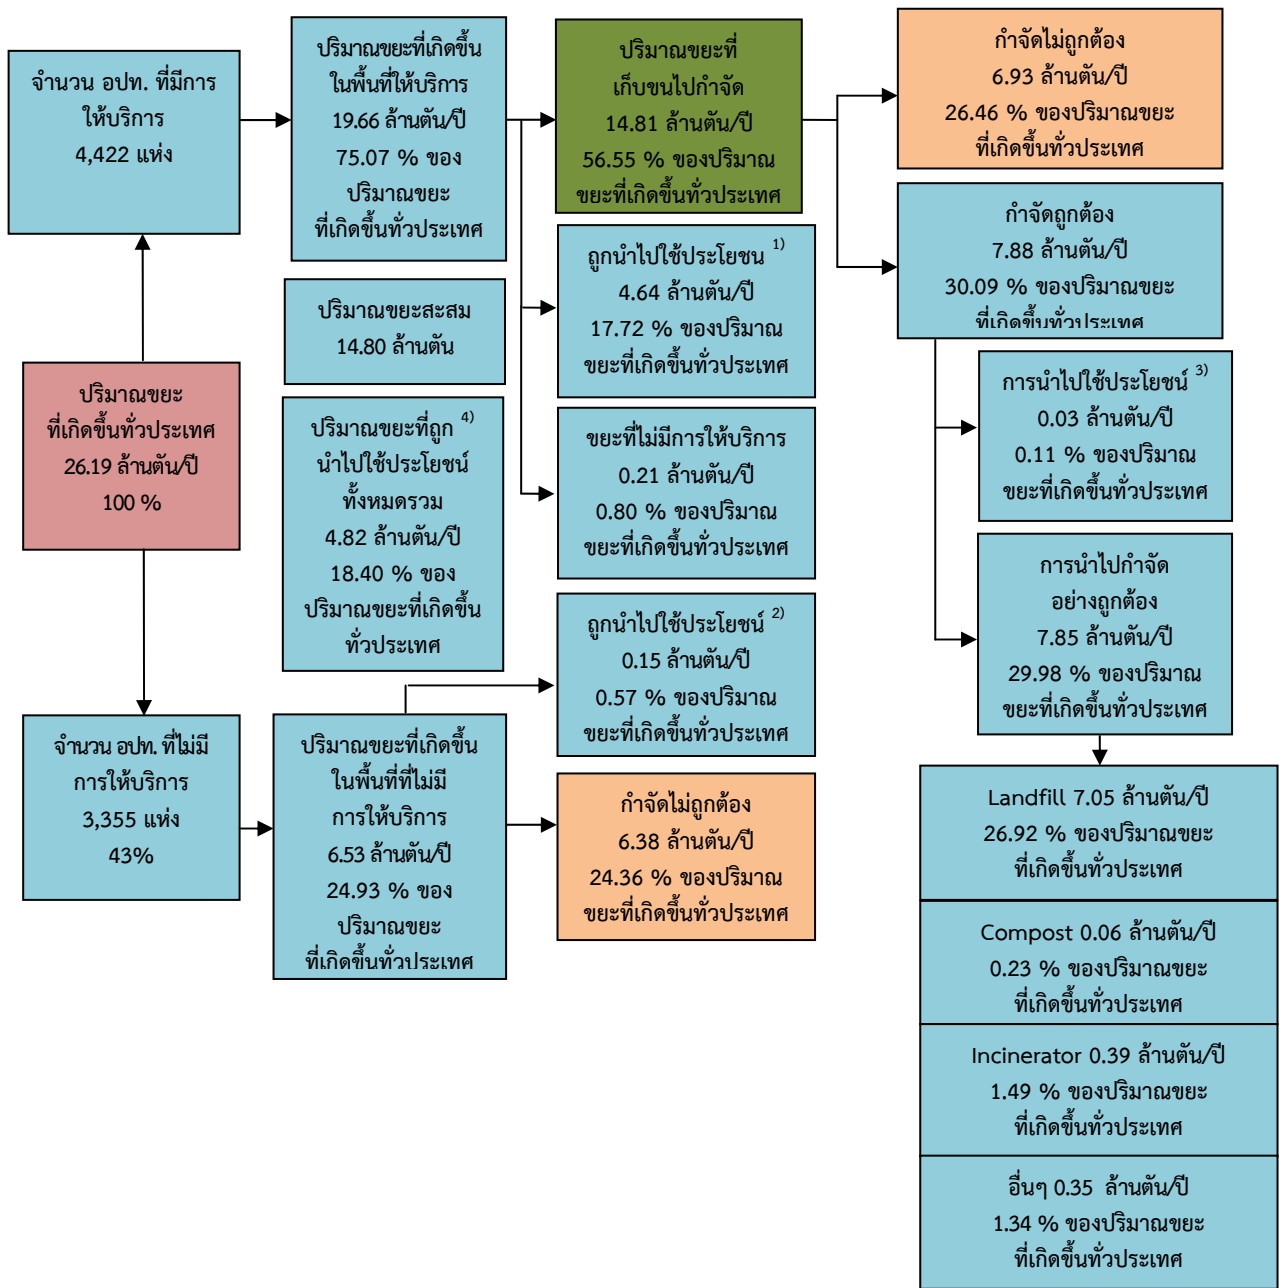 จำนวน อปท. ที่มีการ
ให้บริการ
4,422 แห่ง
ปริมาณขยะที่เกิดขึ้น
ในพื้นที่ให้บริการ
19.66 ล้านตัน/ปี
75.07 % ของ
ปริมาณขยะ
ที่เกิดขึ้นทั่วประเทศ
ปริมาณขยะที่
เก็บขนไปกำจัด
14.81 ล้านตัน/ปี
56.55 % ของปริมาณ
ขยะที่เกิดขึ้นทั่วประเทศ
กำจัดไม่ถูกต้อง
6.93 ล้านตัน/ปี
26.46 % ของปริมาณขยะ
ที่เกิดขึ้นทั่วประเทศ
กำจัดถูกต้อง
7.88 ล้านตัน/ปี
30.09 % ของปริมาณขยะ
ที่เกิดขึ้นทั่วประเทศ
ถูกนำไปใช้ประโยชน 1)
4.64 ล้านตัน/ปี
17.72 % ของปริมาณ
ขยะที่เกิดขึ้นทั่วประเทศ
ปริมาณขยะสะสม
14.80 ล้านตัน
ปริมาณขยะ
ที่เกิดขึ้นทั่วประเทศ
26.19 ล้านตัน/ปี
100 %
ปริมาณขยะที่ถูก 4)
นำไปใช้ประโยชน์
ทั้งหมดรวม
4.82 ล้านตัน/ปี
18.40 % ของ
ปริมาณขยะที่เกิดขึ้น
ทั่วประเทศ
ขยะที่ไม่มีการให้บริการ
0.21 ล้านตัน/ปี
0.80 % ของปริมาณ
ขยะที่เกิดขึ้นทั่วประเทศ
การนำไปใช้ประโยชน์ 3)
0.03 ล้านตัน/ปี
0.11 % ของปริมาณ
ขยะที่เกิดขึ้นทั่วประเทศ
การนำไปกำจัด
อย่างถูกต้อง
7.85 ล้านตัน/ปี
29.98 % ของปริมาณ
ขยะที่เกิดขึ้นทั่วประเทศ
ถูกนำไปใช้ประโยชน์ 2)
0.15 ล้านตัน/ปี
0.57 % ของปริมาณ
ขยะที่เกิดขึ้นทั่วประเทศ
จำนวน อปท. ที่ไม่มี
การให้บริการ
3,355 แห่ง
43%
ปริมาณขยะที่เกิดขึ้น
ในพื้นที่ที่ไม่มี
การให้บริการ
6.53 ล้านตัน/ปี
24.93 % ของ
ปริมาณขยะ
ที่เกิดขึ้นทั่วประเทศ
กำจัดไม่ถูกต้อง
6.38 ล้านตัน/ปี
24.36 % ของปริมาณ
ขยะที่เกิดขึ้นทั่วประเทศ
Landfill 7.05 ล้านตัน/ปี
26.92 % ของปริมาณขยะ
ที่เกิดขึ้นทั่วประเทศ
Compost 0.06 ล้านตัน/ปี
0.23 % ของปริมาณขยะ
ที่เกิดขึ้นทั่วประเทศ
Incinerator 0.39 ล้านตัน/ปี
1.49 % ของปริมาณขยะ
ที่เกิดขึ้นทั่วประเทศ
อื่นๆ 0.35 ล้านตัน/ปี
1.34 % ของปริมาณขยะ
ที่เกิดขึ้นทั่วประเทศ